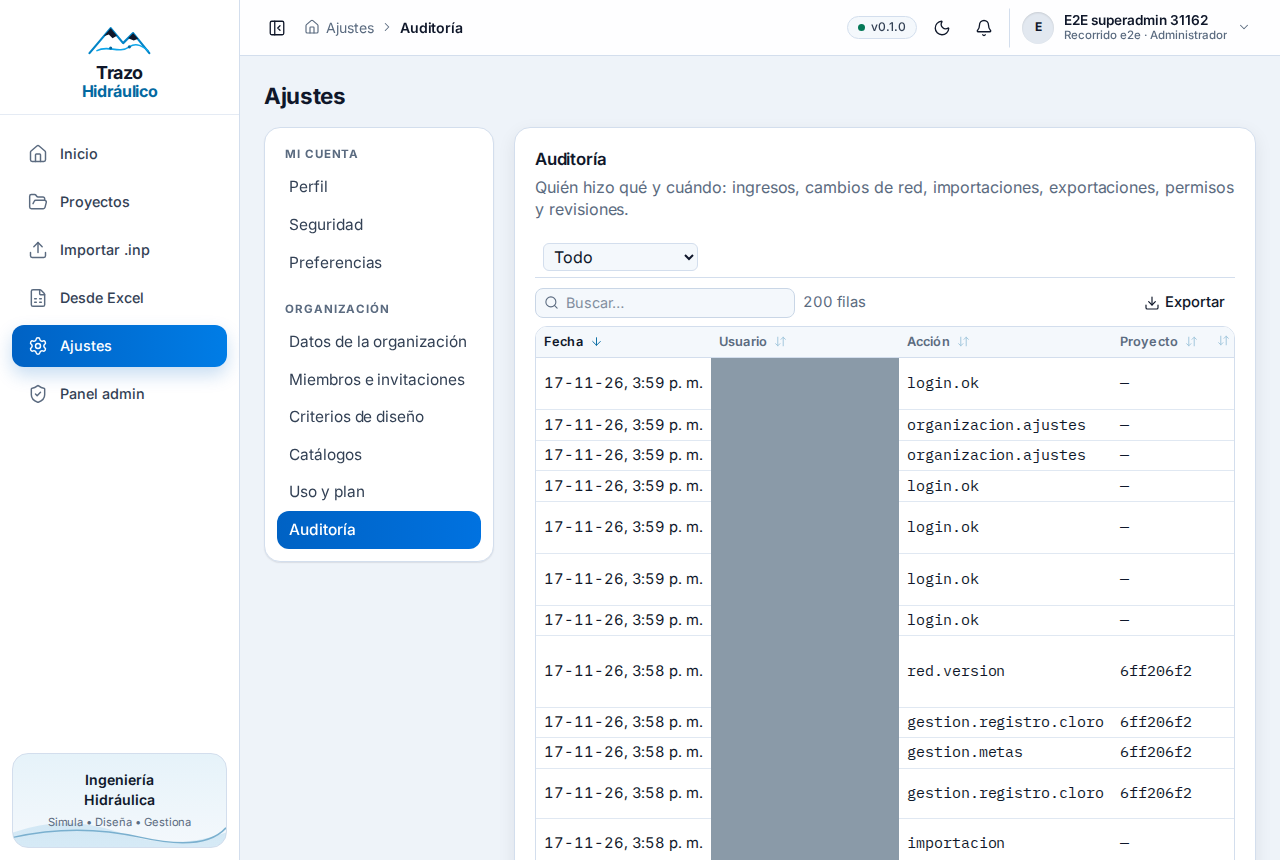 Trazo
Hidráulico
Inicio
Proyectos
Importar .inp
Desde Excel
Ajustes
Panel admin
Ingeniería
Hidráulica
Simula • Diseña • Gestiona
Ajustes > Auditoría
v0.1.0
E
E2E superadmin 31162
Recorrido e2e · Administrador
Ajustes
MI CUENTA
Perfil
Seguridad
Preferencias
ORGANIZACIÓN
Datos de la organización
Miembros e invitaciones
Criterios de diseño
Catálogos
Uso y plan
Auditoría
Auditoría
Quién hizo qué y cuándo: ingresos, cambios de red, importaciones, exportaciones, permisos
y revisiones.
Todo
Buscar...
200 filas
Exportar
Fecha Usuario Acción Proyecto
17-11-26, 3:59 p. m. login.ok —
17-11-26, 3:59 p. m. organizacion.ajustes —
17-11-26, 3:59 p. m. organizacion.ajustes —
17-11-26, 3:59 p. m. login.ok —
17-11-26, 3:59 p. m. login.ok —
17-11-26, 3:59 p. m. login.ok —
17-11-26, 3:59 p. m. login.ok —
17-11-26, 3:58 p. m. red.version 6ff206f2
17-11-26, 3:58 p. m. gestion.registro.cloro 6ff206f2
17-11-26, 3:58 p. m. gestion.metas 6ff206f2
17-11-26, 3:58 p. m. gestion.registro.cloro 6ff206f2
17-11-26, 3:58 p. m. importacion —